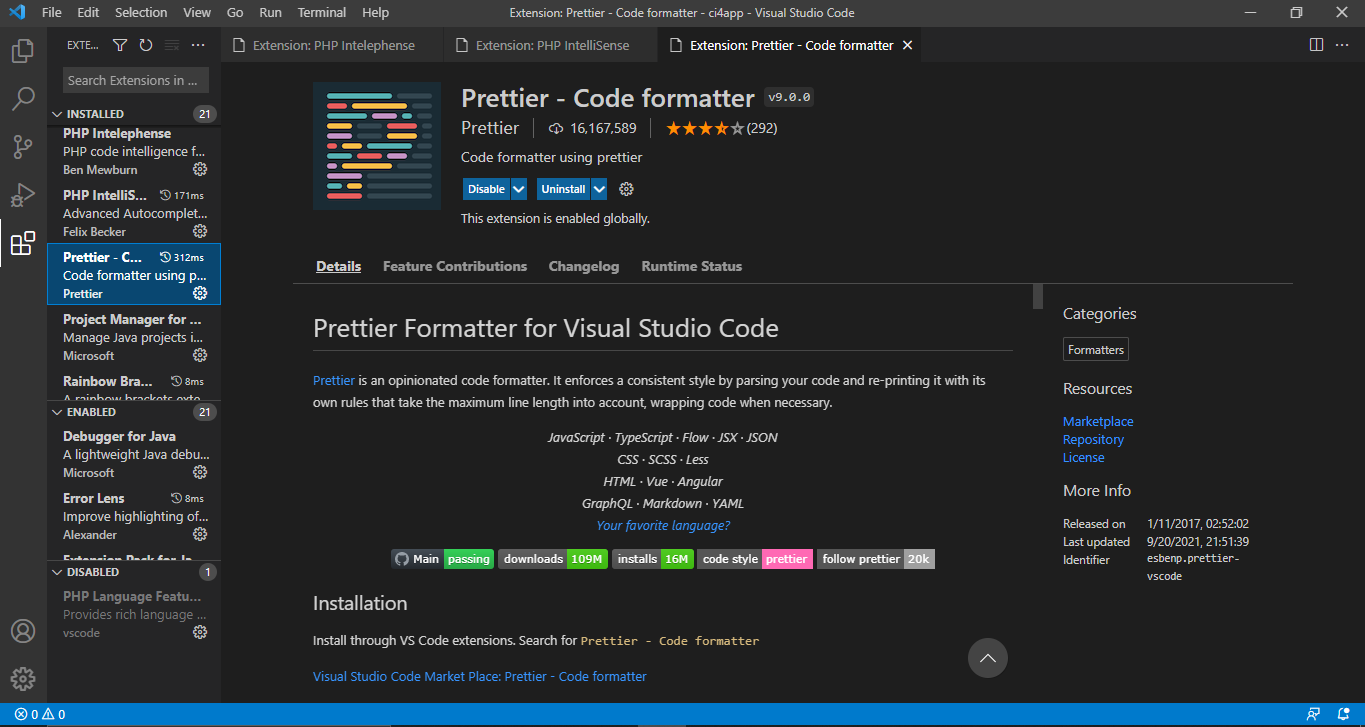 File Edit Selection View Go Run Terminal Help
Extension: Prettier - Code formatter - ci4app - Visual Studio Code
EXTE...
Extension: PHP Intelephense
Extension: PHP IntelliSense
Extension: Prettier - Code formatter
Search Extensions in ...
INSTALLED 21
PHP Intelephense
PHP code intelligence f...
Ben Mewburn
PHP IntelliS... 171ms
Advanced Autocomplet...
Felix Becker
Prettier - C... 312ms
Code formatter using p...
Prettier
Project Manager for ...
Manage Java projects i...
Microsoft
Rainbow Bra... 8ms
A rainbow brackets exte...
ENABLED 21
Debugger for Java
A lightweight Java debu...
Microsoft
Error Lens 8ms
Improve highlighting of...
Alexander
Extension Pack for Ja...
DISABLED 1
PHP Language Featu...
Provides rich language ...
vscode
Prettier - Code formatter v9.0.0
Prettier 16,167,589 (292)
Code formatter using prettier
Disable Uninstall
This extension is enabled globally.
Details Feature Contributions Changelog Runtime Status
Prettier Formatter for Visual Studio Code
Prettier is an opinionated code formatter. It enforces a consistent style by parsing your code and re-printing it with its
own rules that take the maximum line length into account, wrapping code when necessary.
JavaScript · TypeScript · Flow · JSX · JSON
CSS · SCSS · Less
HTML · Vue · Angular
GraphQL · Markdown · YAML
Your favorite language?
Main passing downloads 109M installs 16M code style prettier follow prettier 20k
Installation
Install through VS Code extensions. Search for Prettier - Code formatter
Visual Studio Code Market Place: Prettier - Code formatter
Categories
Formatters
Resources
Marketplace
Repository
License
More Info
Released on 1/11/2017, 02:52:02
Last updated 9/20/2021, 21:51:39
Identifier esbenp.prettier-
vscode
0 0